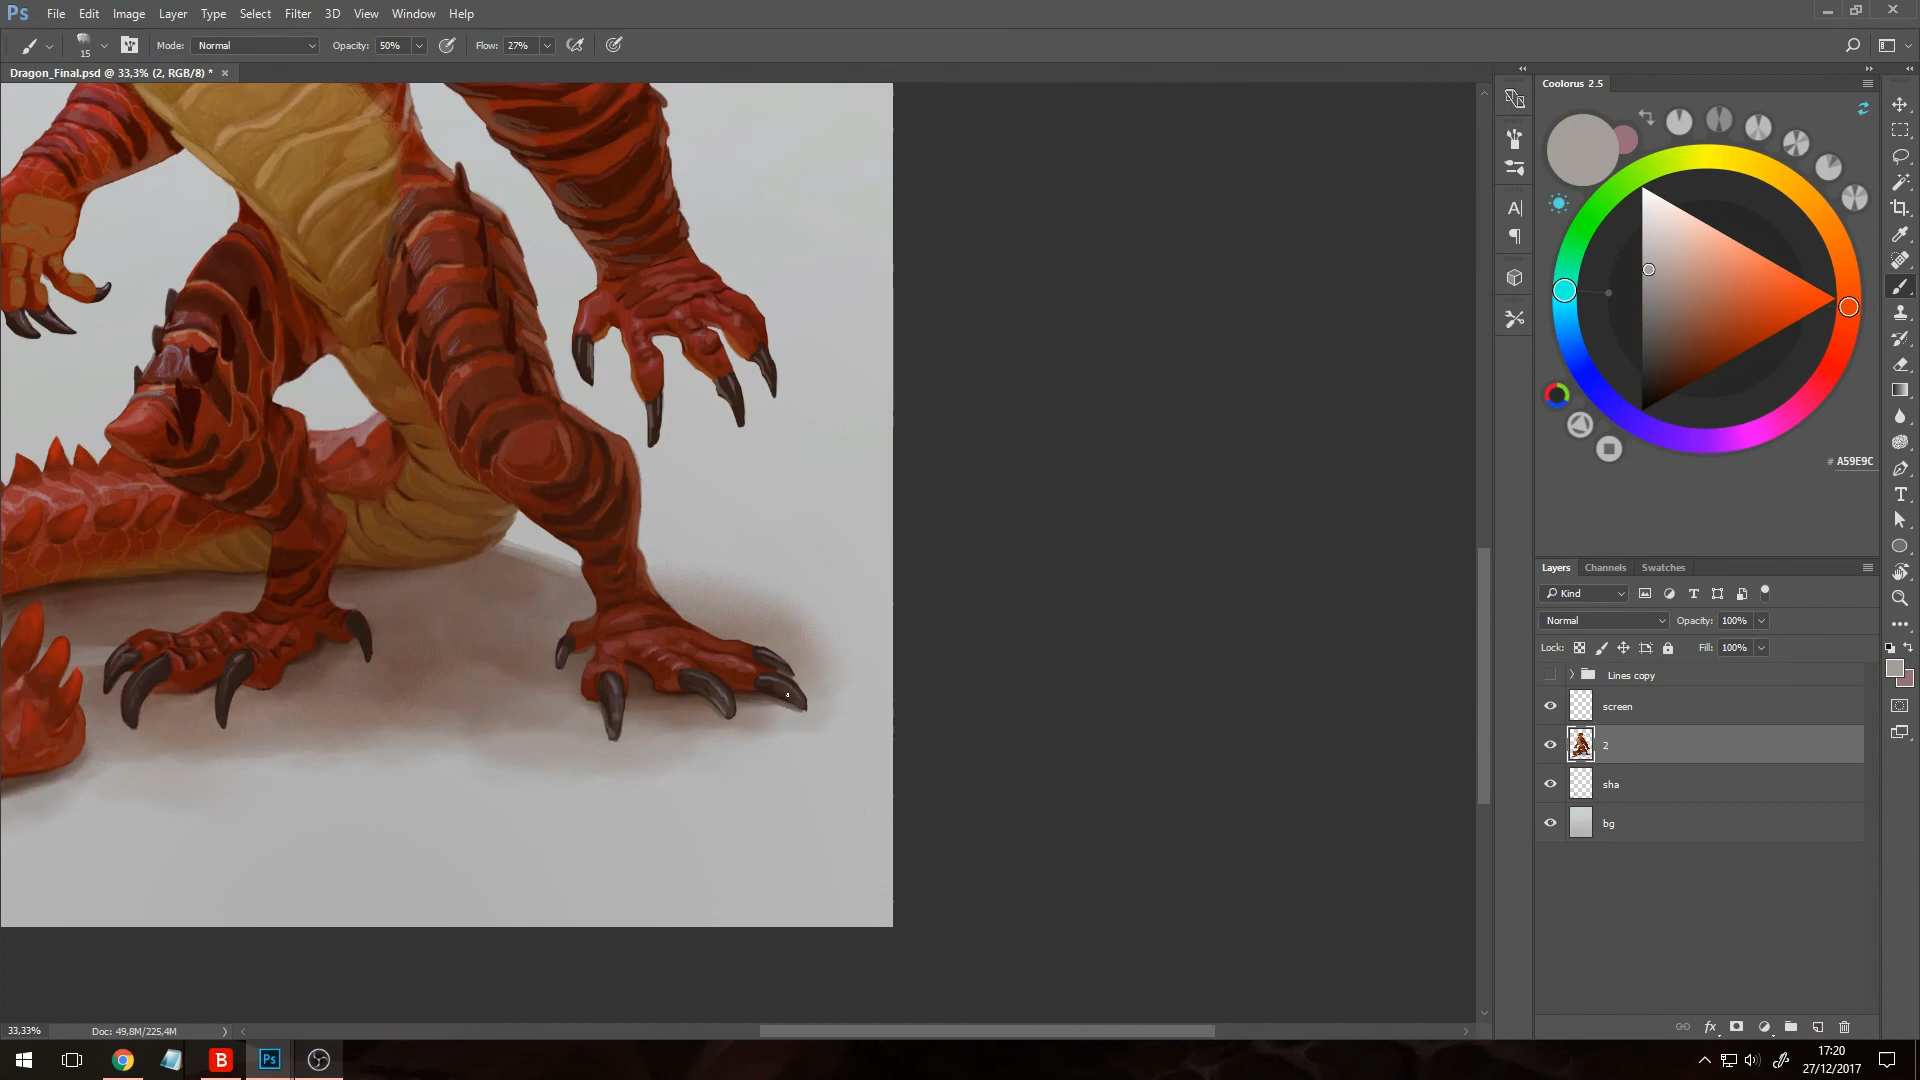 Ps File Edit Image Layer Type Select Filter 3D View Window Help
15 Mode: Normal Opacity: 50% Flow: 27%
Dragon_Final.psd @ 33,3% (2, RGB/8) *
Coolorus 2.5
# A59E9C
Layers Channels Swatches
Kind
Normal Opacity: 100%
Lock: Fill: 100%
Lines copy
screen
2
sha
bg
33,33% Doc: 49,8M/225,4M
B Ps
17:20
27/12/2017